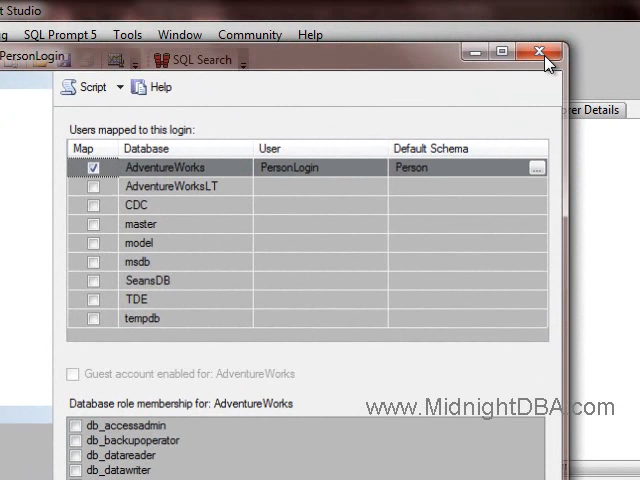 t Studio
g SQL Prompt 5 Tools Window Community Help
PersonLogin
SQL Search
Script Help
rer Details
Users mapped to this login:
Map Database User Default Schema
AdventureWorks PersonLogin Person ...
AdventureWorksLT
CDC
master
model
msdb
SeansDB
TDE
tempdb
Guest account enabled for: AdventureWorks
Database role membership for: AdventureWorks
www.MidnightDBA.com
db_accessadmin
db_backupoperator
db_datareader
db_datawriter